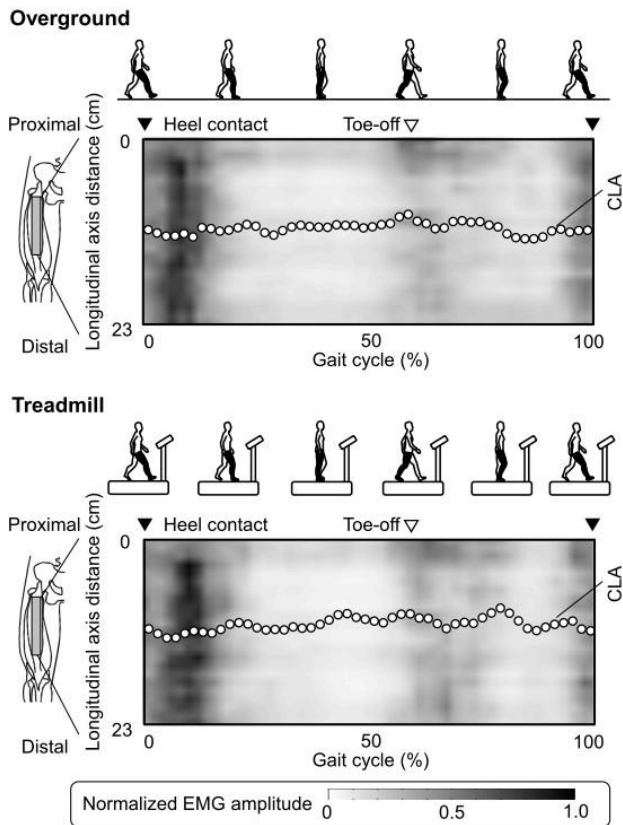 Overground
Proximal
Heel contact
Toe-off
Longitudinal axis distance (cm)
0
CLA
23
Distal
0
50
100
Gait cycle (%)
Treadmill
Proximal
Heel contact
Toe-off
Longitudinal axis distance (cm)
0
CLA
23
Distal
0
50
100
Gait cycle (%)
Normalized EMG amplitude
0
0.5
1.0